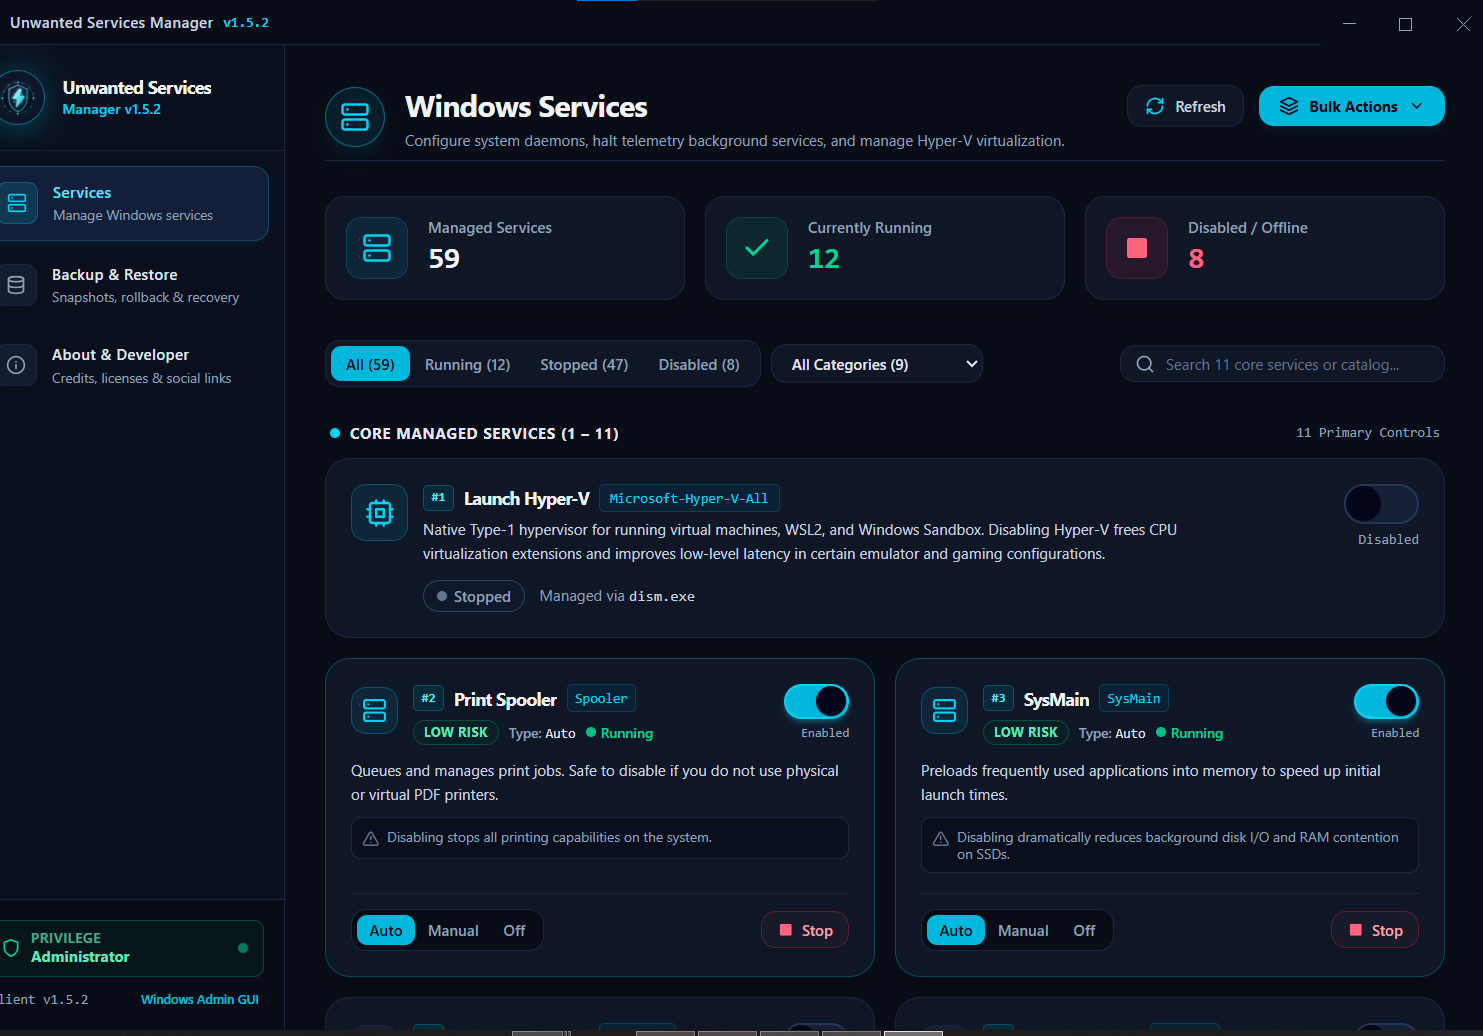 Unwanted Services Manager v1.5.2
Unwanted Services
Manager v1.5.2
Services
Manage Windows services
Backup & Restore
Snapshots, rollback & recovery
About & Developer
Credits, licenses & social links
PRIVILEGE
Administrator
lient v1.5.2 Windows Admin GUI
Windows Services
Configure system daemons, halt telemetry background services, and manage Hyper-V virtualization.
Refresh
Bulk Actions
Managed Services
59
Currently Running
12
Disabled / Offline
8
All (59) Running (12) Stopped (47) Disabled (8)
All Categories (9)
Search 11 core services or catalog...
CORE MANAGED SERVICES (1 – 11)
11 Primary Controls
#1 Launch Hyper-V Microsoft-Hyper-V-All
Native Type-1 hypervisor for running virtual machines, WSL2, and Windows Sandbox. Disabling Hyper-V frees CPU
virtualization extensions and improves low-level latency in certain emulator and gaming configurations.
Disabled
Stopped Managed via dism.exe
#2 Print Spooler Spooler
LOW RISK Type: Auto Running
Enabled
Queues and manages print jobs. Safe to disable if you do not use physical
or virtual PDF printers.
Disabling stops all printing capabilities on the system.
Auto Manual Off
Stop
#3 SysMain SysMain
LOW RISK Type: Auto Running
Enabled
Preloads frequently used applications into memory to speed up initial
launch times.
Disabling dramatically reduces background disk I/O and RAM contention
on SSDs.
Auto Manual Off
Stop